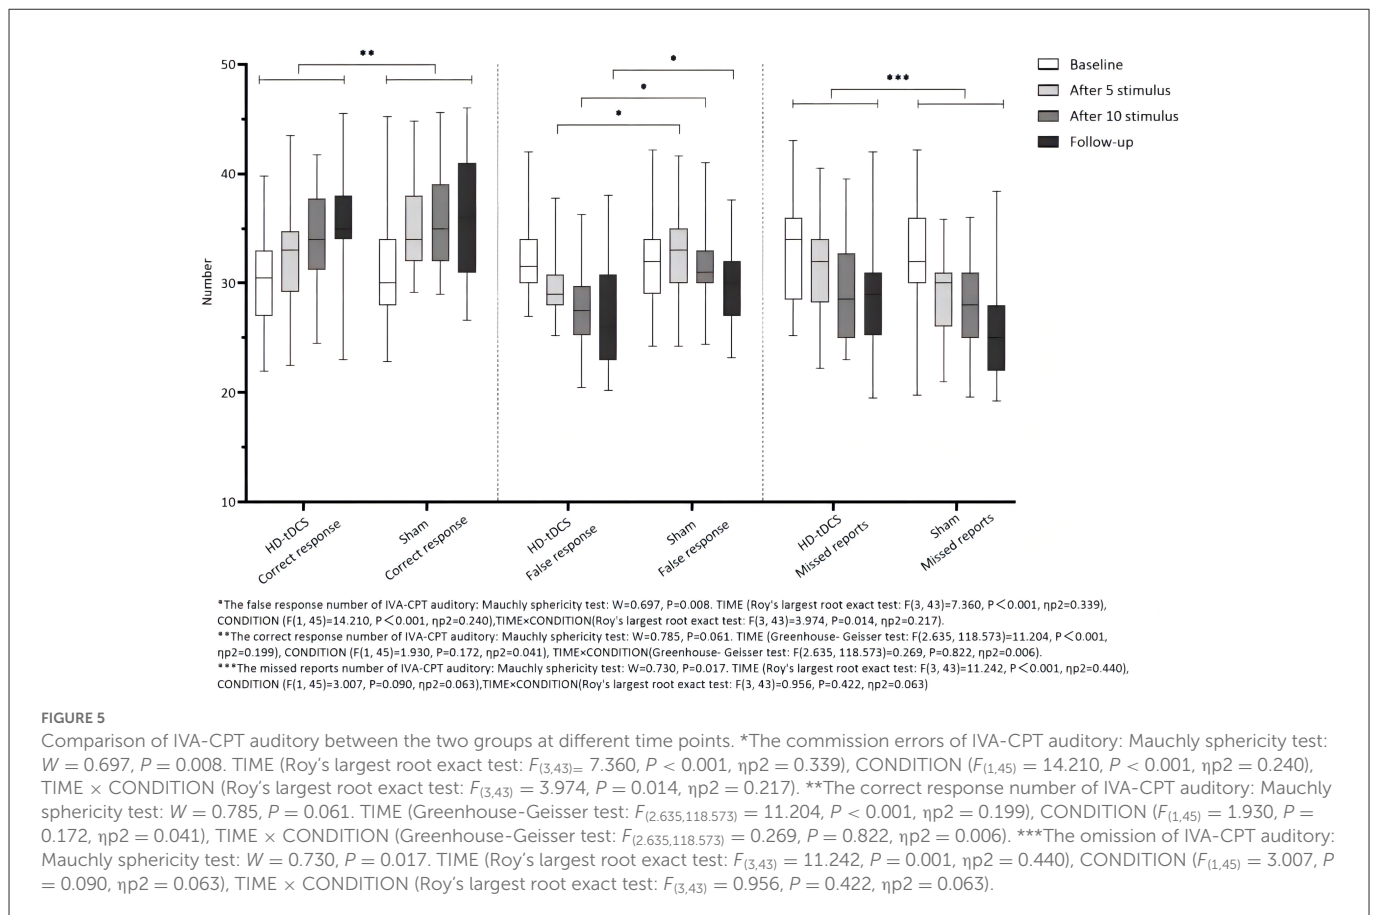 **
*
*
*
***
50
40
30
20
10
Number
Baseline
After 5 stimulus
After 10 stimulus
Follow-up
HD-tDCS
Correct response
Sham
Correct response
HD-tDCS
False response
Sham
False response
HD-tDCS
Missed reports
Sham
Missed reports
*The false response number of IVA-CPT auditory: Mauchly sphericity test: W=0.697, P=0.008. TIME (Roy's largest root exact test: F(3, 43)=7.360, P<0.001, ηp2=0.339),
CONDITION (F(1, 45)=14.210, P<0.001, ηp2=0.240),TIME×CONDITION(Roy's largest root exact test: F(3, 43)=3.974, P=0.014, ηp2=0.217).
**The correct response number of IVA-CPT auditory: Mauchly sphericity test: W=0.785, P=0.061. TIME (Greenhouse- Geisser test: F(2.635, 118.573)=11.204, P<0.001,
ηp2=0.199), CONDITION (F(1, 45)=1.930, P=0.172, ηp2=0.041), TIME×CONDITION(Greenhouse- Geisser test: F(2.635, 118.573)=0.269, P=0.822, ηp2=0.006).
***The missed reports number of IVA-CPT auditory: Mauchly sphericity test: W=0.730, P=0.017. TIME (Roy's largest root exact test: F(3, 43)=11.242, P<0.001, ηp2=0.440),
CONDITION (F(1, 45)=3.007, P=0.090, ηp2=0.063),TIME×CONDITION(Roy's largest root exact test: F(3, 43)=0.956, P=0.422, ηp2=0.063)
FIGURE 5
Comparison of IVA-CPT auditory between the two groups at different time points. *The commission errors of IVA-CPT auditory: Mauchly sphericity test:
W = 0.697, P = 0.008. TIME (Roy's largest root exact test: F(3,43)= 7.360, P < 0.001, ηp2 = 0.339), CONDITION (F(1,45) = 14.210, P < 0.001, ηp2 = 0.240),
TIME × CONDITION (Roy's largest root exact test: F(3,43) = 3.974, P = 0.014, ηp2 = 0.217). **The correct response number of IVA-CPT auditory: Mauchly
sphericity test: W = 0.785, P = 0.061. TIME (Greenhouse-Geisser test: F(2.635,118.573) = 11.204, P < 0.001, ηp2 = 0.199), CONDITION (F(1,45) = 1.930, P =
0.172, ηp2 = 0.041), TIME × CONDITION (Greenhouse-Geisser test: F(2.635,118.573) = 0.269, P = 0.822, ηp2 = 0.006). ***The omission of IVA-CPT auditory:
Mauchly sphericity test: W = 0.730, P = 0.017. TIME (Roy's largest root exact test: F(3,43) = 11.242, P = 0.001, ηp2 = 0.440), CONDITION (F(1,45) = 3.007, P
= 0.090, ηp2 = 0.063), TIME × CONDITION (Roy's largest root exact test: F(3,43) = 0.956, P = 0.422, ηp2 = 0.063).